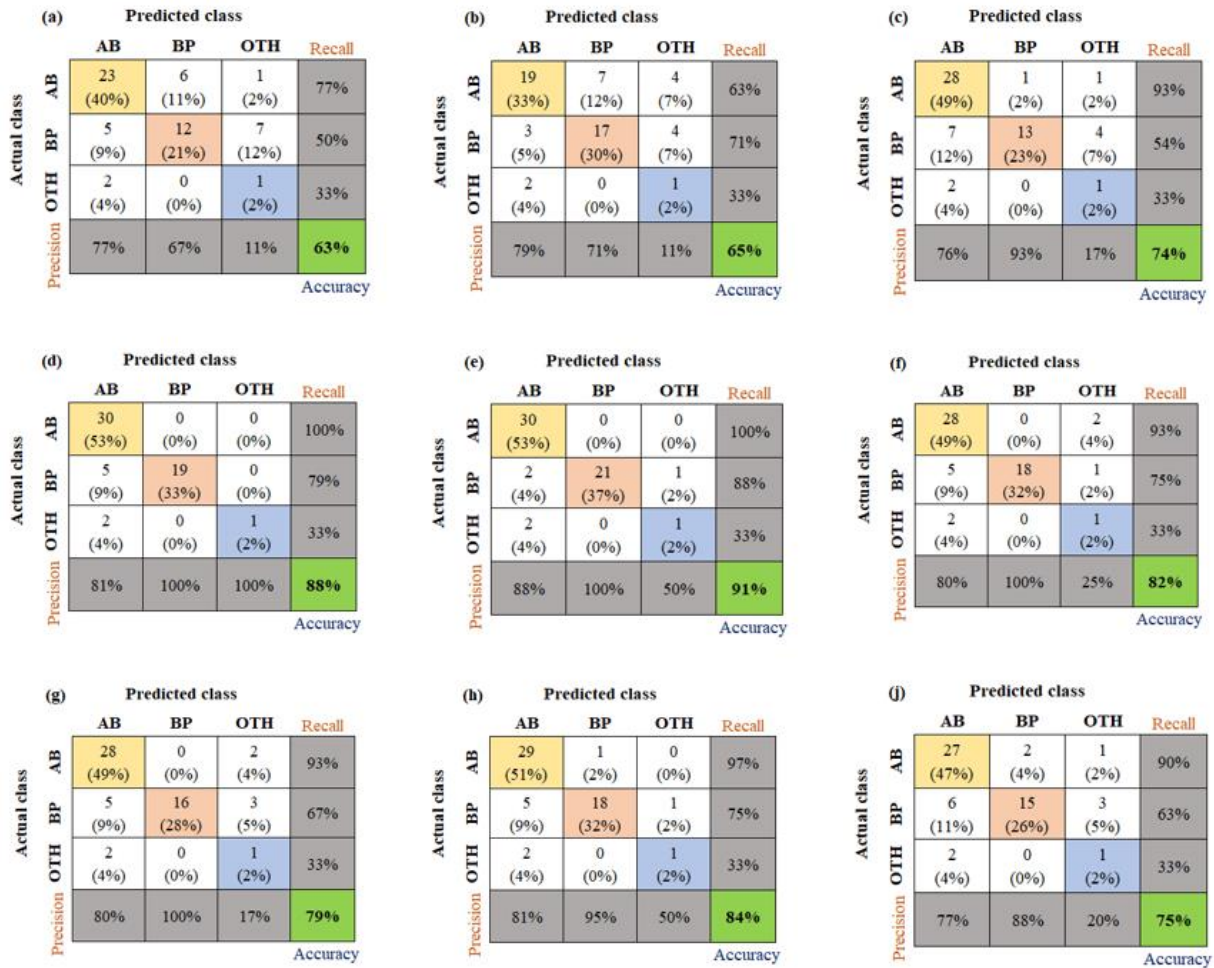 (a) Predicted class
AB BP OTH Recall
Actual class
AB 23 6 1 77%
(40%) (11%) (2%)
BP 5 12 7 50%
(9%) (21%) (12%)
OTH 2 0 1 33%
(4%) (0%) (2%)
Precision 77% 67% 11% 63%
Accuracy
(b) Predicted class
AB BP OTH Recall
Actual class
AB 19 7 4 63%
(33%) (12%) (7%)
BP 3 17 4 71%
(5%) (30%) (7%)
OTH 2 0 1 33%
(4%) (0%) (2%)
Precision 79% 71% 11% 65%
Accuracy
(c) Predicted class
AB BP OTH Recall
Actual class
AB 28 1 1 93%
(49%) (2%) (2%)
BP 7 13 4 54%
(12%) (23%) (7%)
OTH 2 0 1 33%
(4%) (0%) (2%)
Precision 76% 93% 17% 74%
Accuracy
(d) Predicted class
AB BP OTH Recall
Actual class
AB 30 0 0 100%
(53%) (0%) (0%)
BP 5 19 0 79%
(9%) (33%) (0%)
OTH 2 0 1 33%
(4%) (0%) (2%)
Precision 81% 100% 100% 88%
Accuracy
(e) Predicted class
AB BP OTH Recall
Actual class
AB 30 0 0 100%
(53%) (0%) (0%)
BP 2 21 1 88%
(4%) (37%) (2%)
OTH 2 0 1 33%
(4%) (0%) (2%)
Precision 88% 100% 50% 91%
Accuracy
(f) Predicted class
AB BP OTH Recall
Actual class
AB 28 0 2 93%
(49%) (0%) (4%)
BP 5 18 1 75%
(9%) (32%) (2%)
OTH 2 0 1 33%
(4%) (0%) (2%)
Precision 80% 100% 25% 82%
Accuracy
(g) Predicted class
AB BP OTH Recall
Actual class
AB 28 0 2 93%
(49%) (0%) (4%)
BP 5 16 3 67%
(9%) (28%) (5%)
OTH 2 0 1 33%
(4%) (0%) (2%)
Precision 80% 100% 17% 79%
Accuracy
(h) Predicted class
AB BP OTH Recall
Actual class
AB 29 1 0 97%
(51%) (2%) (0%)
BP 5 18 1 75%
(9%) (32%) (2%)
OTH 2 0 1 33%
(4%) (0%) (2%)
Precision 81% 95% 50% 84%
Accuracy
(j) Predicted class
AB BP OTH Recall
Actual class
AB 27 2 1 90%
(47%) (4%) (2%)
BP 6 15 3 63%
(11%) (26%) (5%)
OTH 2 0 1 33%
(4%) (0%) (2%)
Precision 77% 88% 20% 75%
Accuracy